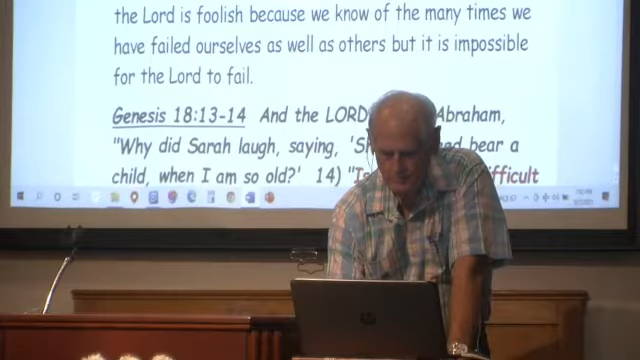 the Lord is foolish because we know of the many times we
have failed ourselves as well as others but it is impossible
for the Lord to fail.
Genesis 18:13-14 And the LORD Abraham,
"Why did Sarah laugh, saying, bear a
child, when I am so old?' 14) "Is difficult
hp